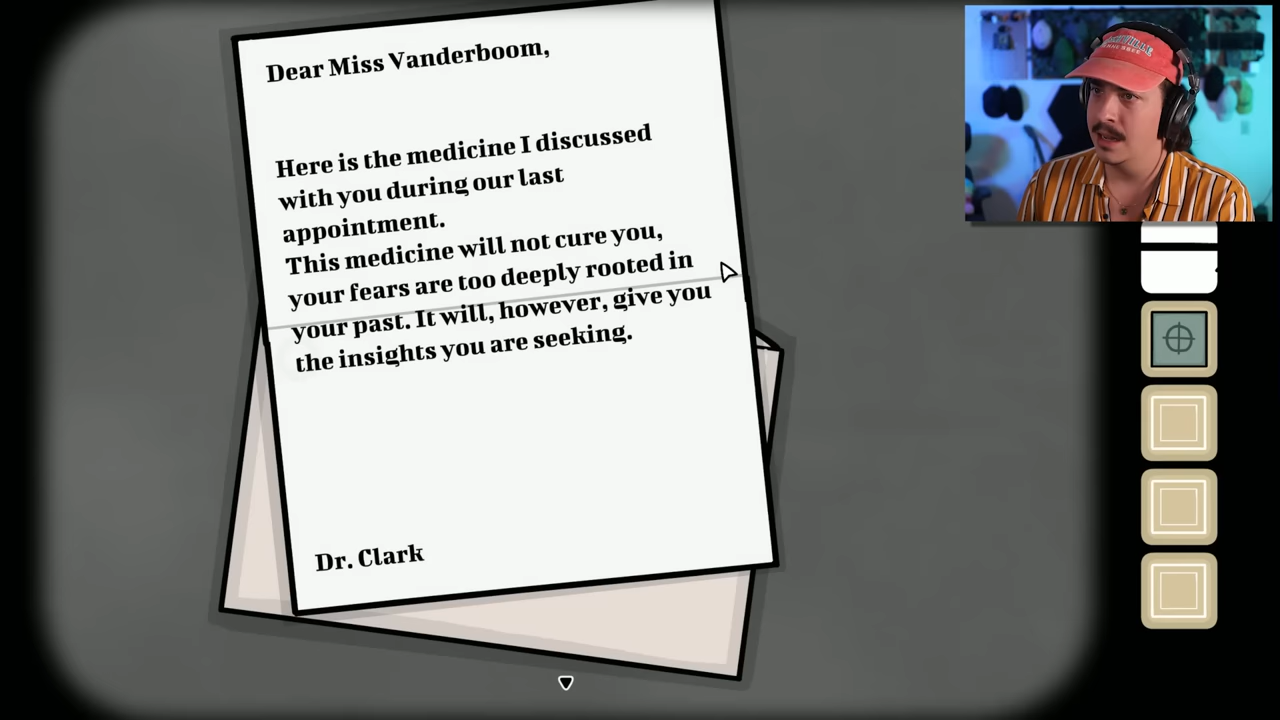 Dear Miss Vanderboom,
Here is the medicine I discussed
with you during our last
appointment.
This medicine will not cure you,
your fears are too deeply rooted in
your past. It will, however, give you
the insights you are seeking.
Dr. Clark